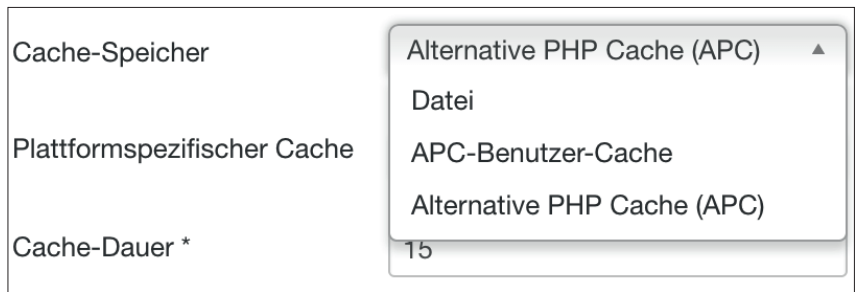 Cache-Speicher
Alternative PHP Cache (APC)
Datei
Plattformspezifischer Cache
APC-Benutzer-Cache
Alternative PHP Cache (APC)
Cache-Dauer *
15